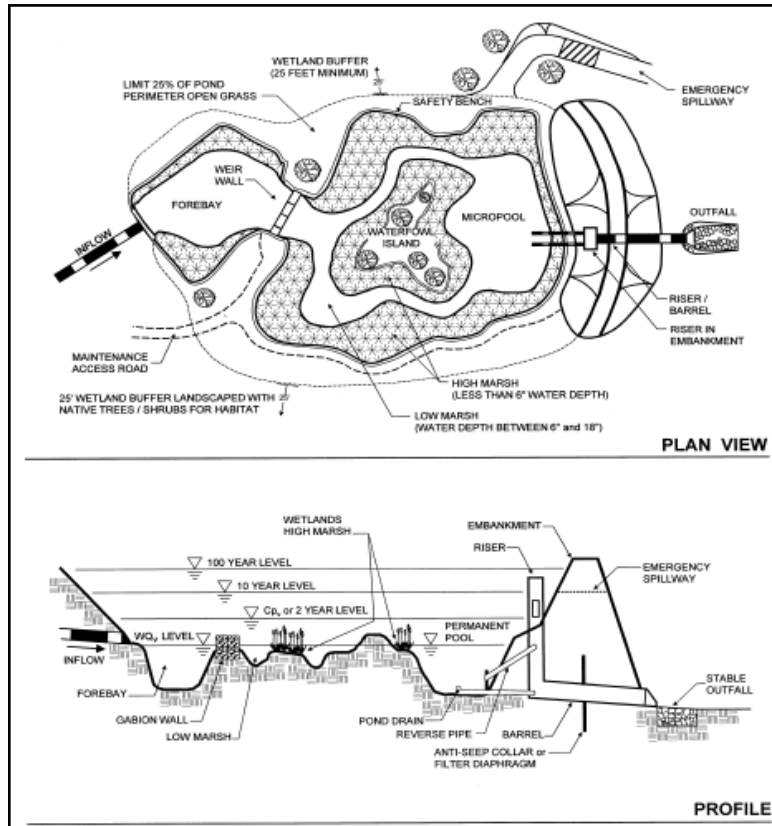 WETLAND BUFFER
(25 FEET MINIMUM)
25'
LIMIT 25% OF POND
PERIMETER OPEN GRASS
SAFETY BENCH
EMERGENCY
SPILLWAY
WEIR
WALL
FOREBAY
MICROPOOL
WATERFOWL
ISLAND
OUTFALL
INFLOW
RISER /
BARREL
RISER IN
EMBANKMENT
MAINTENANCE
ACCESS ROAD
HIGH MARSH
(LESS THAN 6" WATER DEPTH)
25' WETLAND BUFFER LANDSCAPED WITH
NATIVE TREES / SHRUBS FOR HABITAT
25'
LOW MARSH
(WATER DEPTH BETWEEN 6" and 18")
PLAN VIEW
WETLANDS
HIGH MARSH
EMBANKMENT
RISER
100 YEAR LEVEL
EMERGENCY
SPILLWAY
10 YEAR LEVEL
Cpv or 2 YEAR LEVEL
WQv LEVEL
PERMANENT
POOL
INFLOW
FOREBAY
STABLE
OUTFALL
GABION WALL
POND DRAIN
LOW MARSH
REVERSE PIPE
BARREL
ANTI-SEEP COLLAR or
FILTER DIAPHRAGM
PROFILE